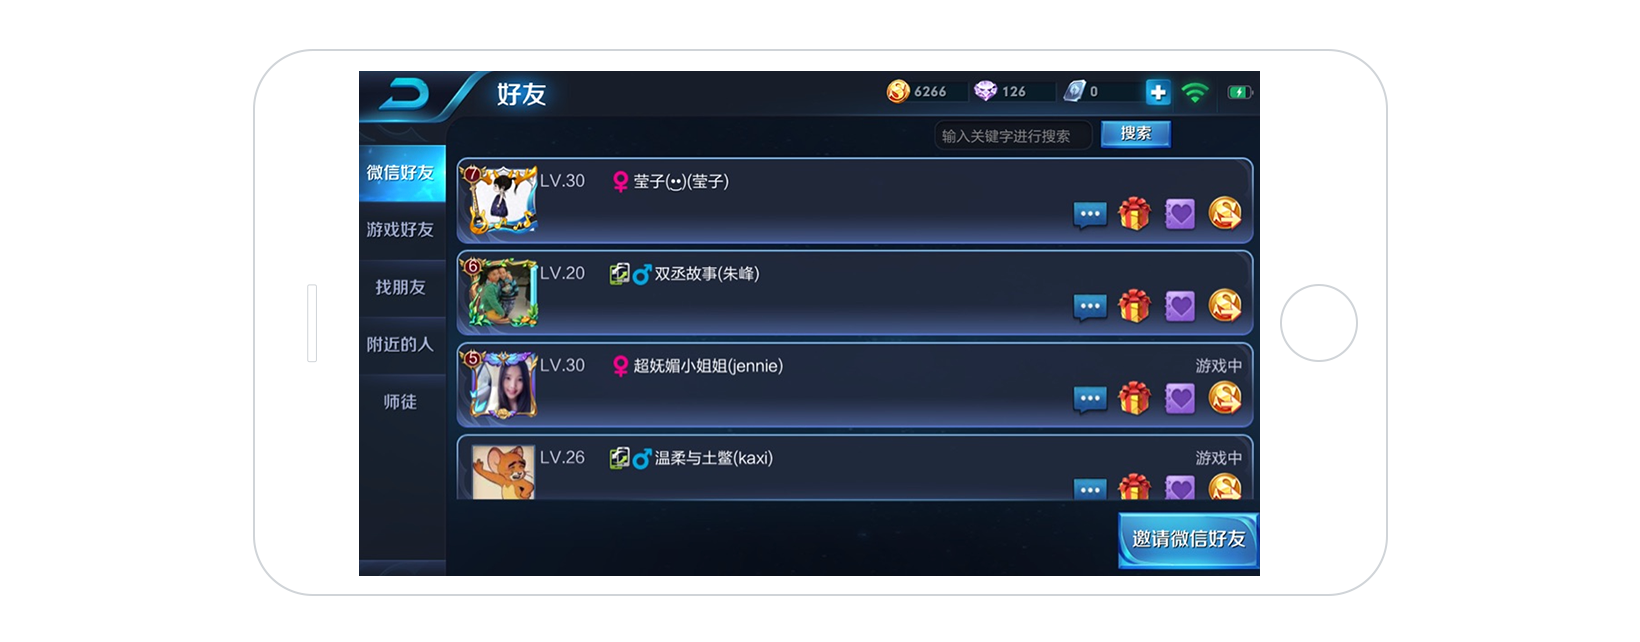 好友
6266
126
0
输入关键字进行搜索
搜索
微信好友
游戏好友
找朋友
附近的人
师徒
7
LV.30
莹子(••)(莹子)
6
LV.20
双丞故事(朱峰)
5
LV.30
超妩媚小姐姐(jennie)
游戏中
LV.26
温柔与土鳖(kaxi)
游戏中
邀请微信好友